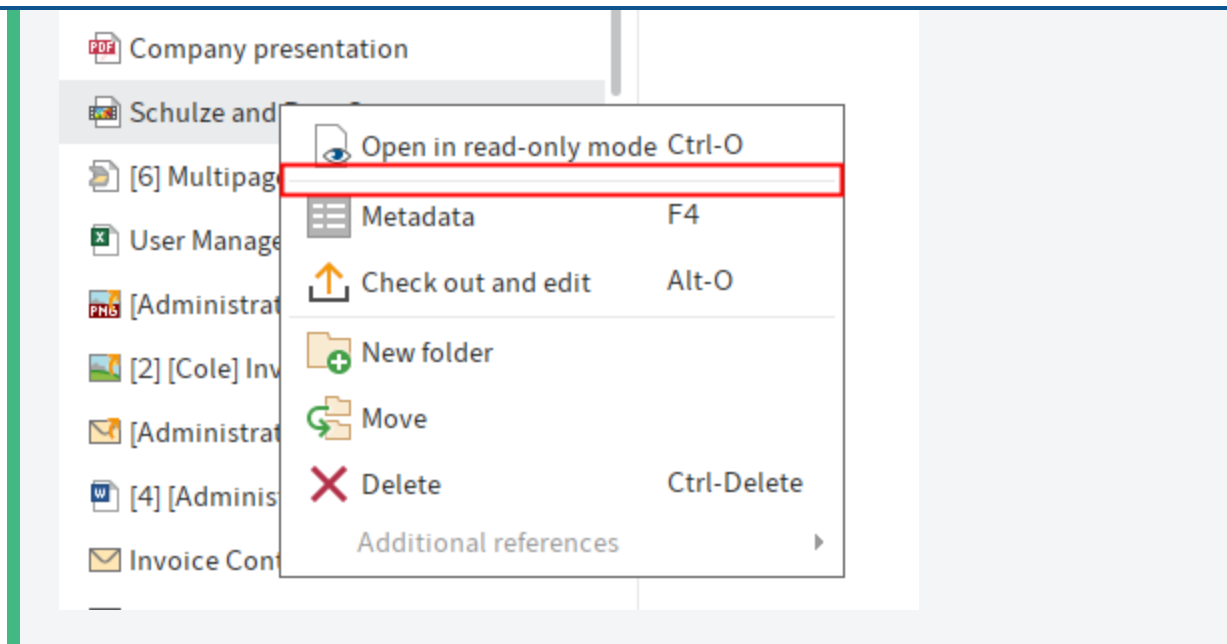 Company presentation
Schulze and
Open in read-only mode Ctrl-O
[6] Multipag
Metadata F4
User Manage
Check out and edit Alt-O
[Administrat
New folder
[2] [Cole] Inv
Move
[Administrat
Delete Ctrl-Delete
[4] [Adminis
Additional references
Invoice Cont